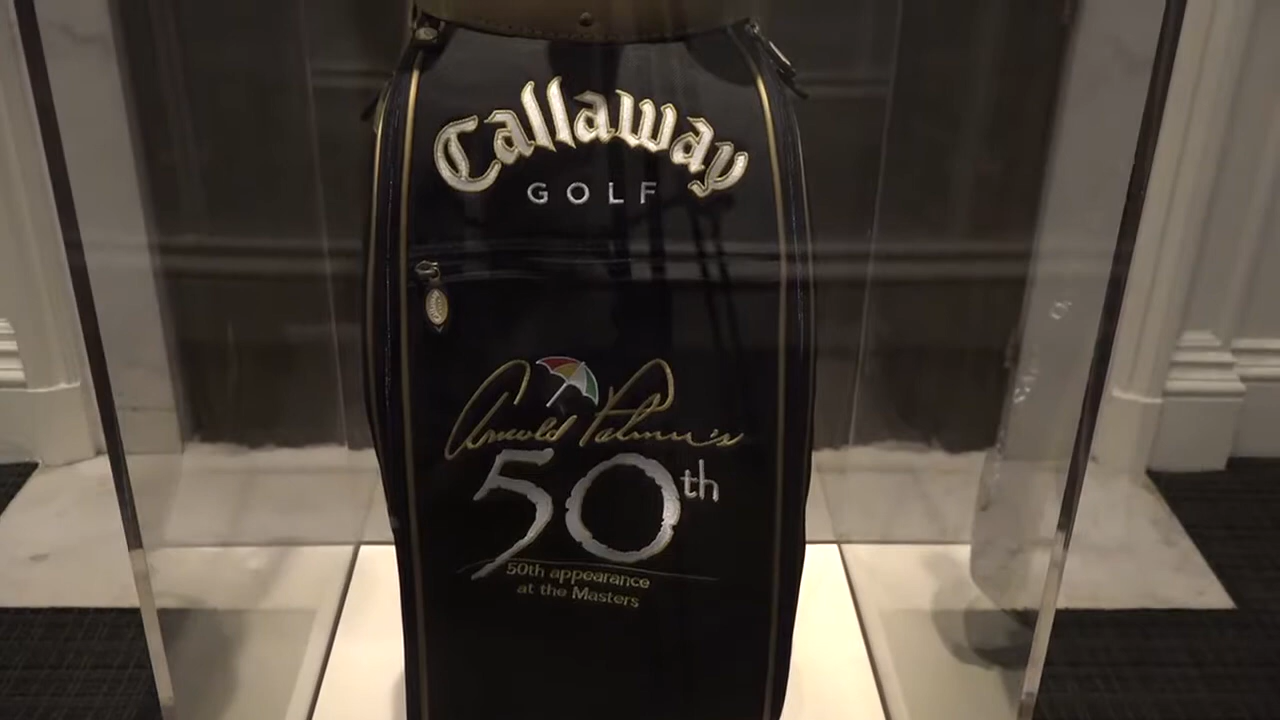 Callaway
GOLF
Arnold Palmer's
50th
50th appearance
at the Masters